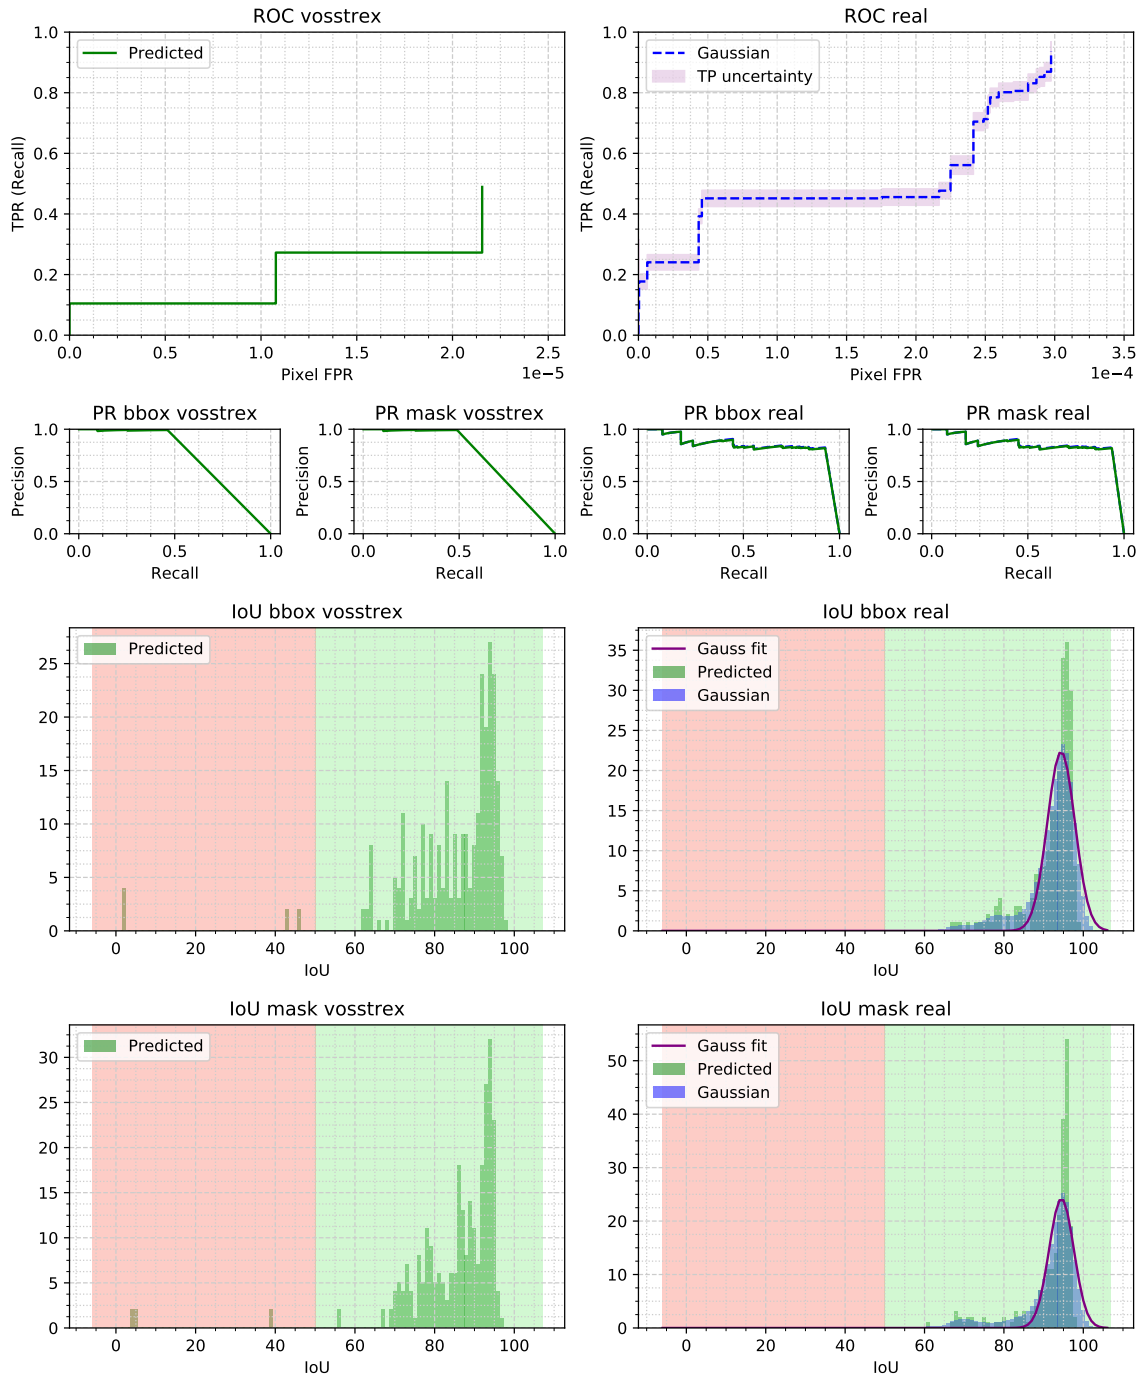 ROC vosstrex
Predicted
TPR (Recall)
1.0
0.8
0.6
0.4
0.2
0.0
0.0 0.5 1.0 1.5 2.0 2.5
1e−5
Pixel FPR
ROC real
Gaussian
TP uncertainty
TPR (Recall)
1.0
0.8
0.6
0.4
0.2
0.0
0.0 0.5 1.0 1.5 2.0 2.5 3.0 3.5
1e−4
Pixel FPR
PR bbox vosstrex
Precision
1.0
0.5
0.0
0.0 0.5 1.0
Recall
PR mask vosstrex
Precision
1.0
0.5
0.0
0.0 0.5 1.0
Recall
PR bbox real
Precision
1.0
0.5
0.0
0.0 0.5 1.0
Recall
PR mask real
Precision
1.0
0.5
0.0
0.0 0.5 1.0
Recall
IoU bbox vosstrex
Predicted
25
20
15
10
5
0
0 20 40 60 80 100
IoU
IoU bbox real
Gauss fit
Predicted
Gaussian
35
30
25
20
15
10
5
0
0 20 40 60 80 100
IoU
IoU mask vosstrex
Predicted
30
25
20
15
10
5
0
0 20 40 60 80 100
IoU
IoU mask real
Gauss fit
Predicted
Gaussian
50
40
30
20
10
0
0 20 40 60 80 100
IoU